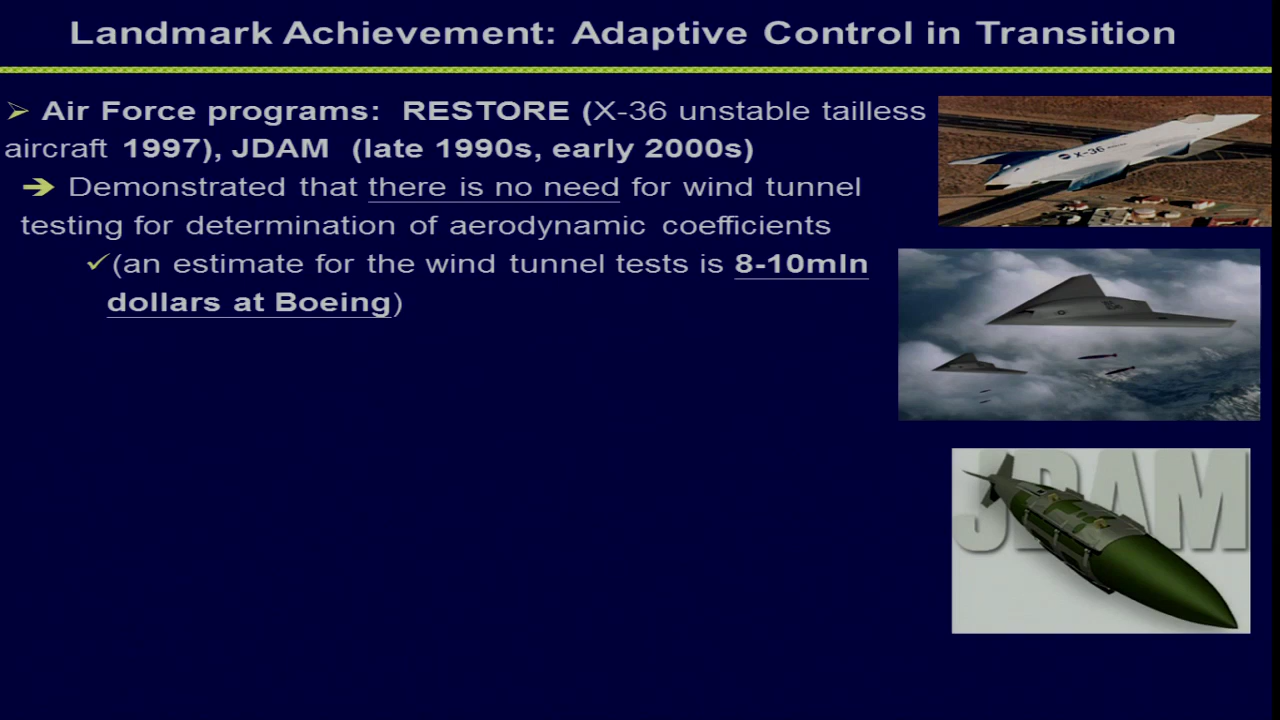 Landmark Achievement: Adaptive Control in Transition
➢ Air Force programs: RESTORE (X-36 unstable tailless
aircraft 1997), JDAM (late 1990s, early 2000s)
➔ Demonstrated that there is no need for wind tunnel
testing for determination of aerodynamic coefficients
✓(an estimate for the wind tunnel tests is 8-10mln
dollars at Boeing)
X-36
JDAM